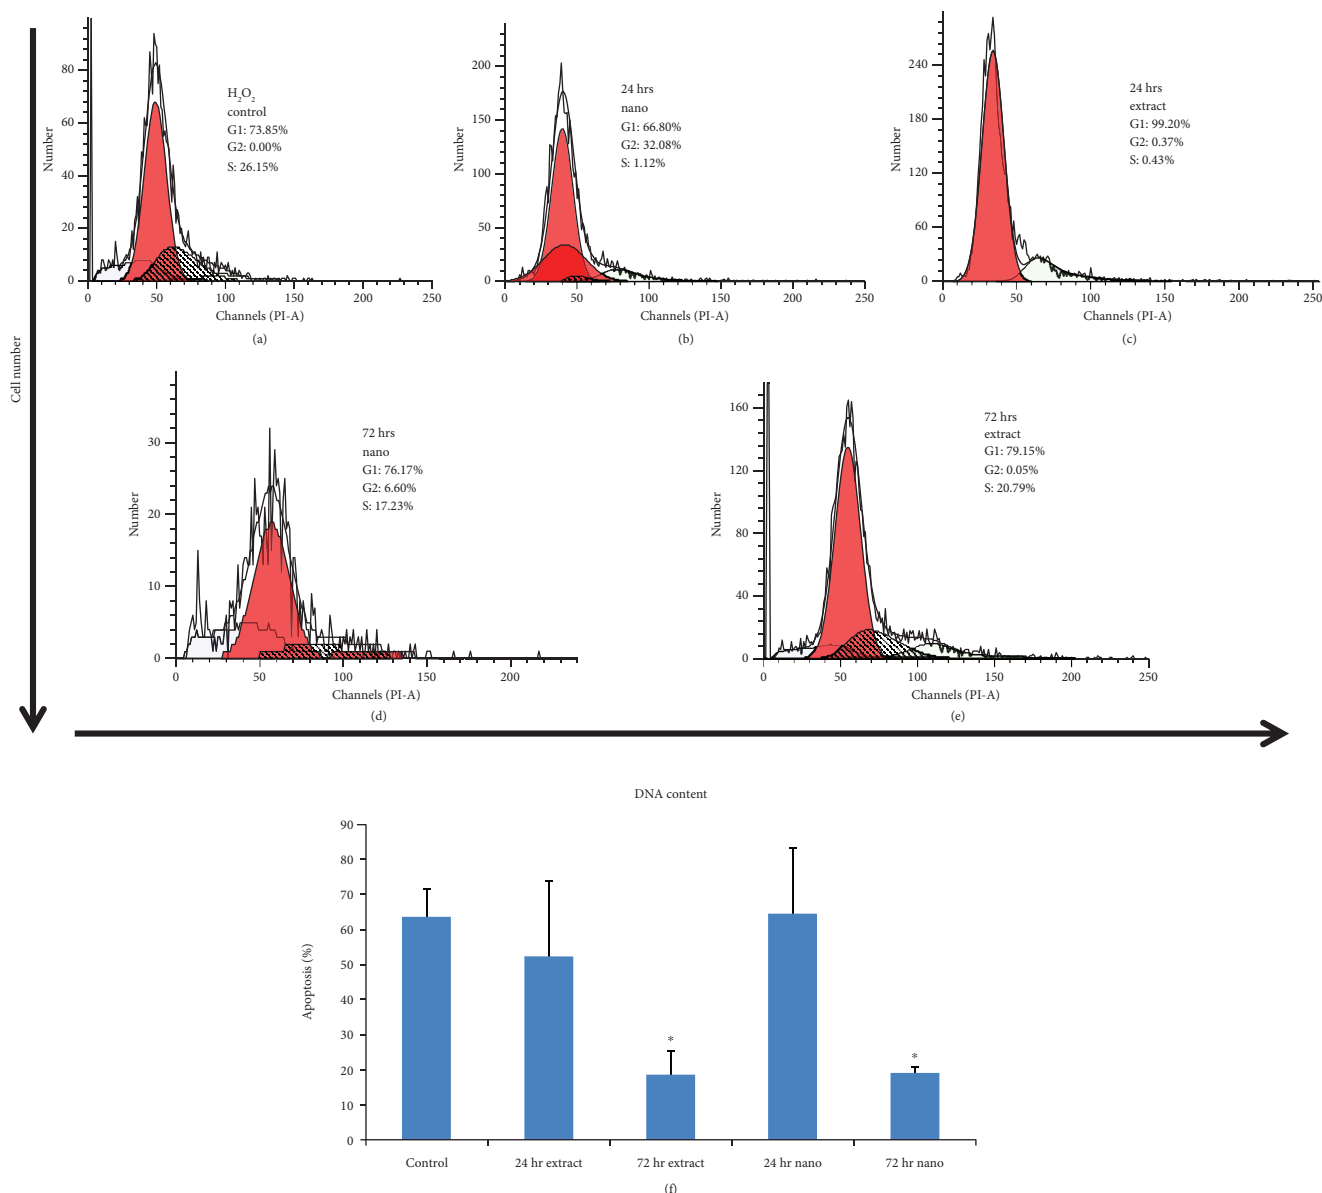 Cell number
80
60
40
20
0
Number
H2O2
control
G1: 73.85%
G2: 0.00%
S: 26.15%
0 50 100 150 200 250
Channels (PI-A)
(a)
200
150
100
50
0
Number
24 hrs
nano
G1: 66.80%
G2: 32.08%
S: 1.12%
0 50 100 150 200 250
Channels (PI-A)
(b)
240
180
120
60
0
Number
24 hrs
extract
G1: 99.20%
G2: 0.37%
S: 0.43%
0 50 100 150 200 250
Channels (PI-A)
(c)
30
20
10
0
Number
72 hrs
nano
G1: 76.17%
G2: 6.60%
S: 17.23%
0 50 100 150 200
Channels (PI-A)
(d)
160
120
80
40
0
Number
72 hrs
extract
G1: 79.15%
G2: 0.05%
S: 20.79%
0 50 100 150 200 250
Channels (PI-A)
(e)
DNA content
90
80
70
60
50
40
30
20
10
0
Apoptosis (%)
*
*
Control 24 hr extract 72 hr extract 24 hr nano 72 hr nano
(f)